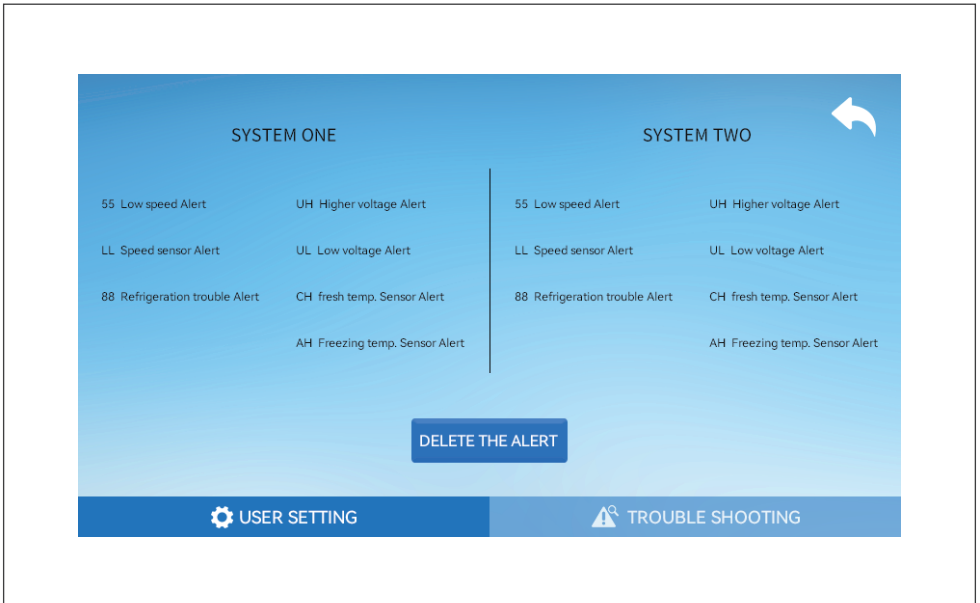 SYSTEM ONE
SYSTEM TWO
55 Low speed Alert
UH Higher voltage Alert
LL Speed sensor Alert
UL Low voltage Alert
88 Refrigeration trouble Alert
CH fresh temp. Sensor Alert
AH Freezing temp. Sensor Alert
55 Low speed Alert
UH Higher voltage Alert
LL Speed sensor Alert
UL Low voltage Alert
88 Refrigeration trouble Alert
CH fresh temp. Sensor Alert
AH Freezing temp. Sensor Alert
DELETE THE ALERT
USER SETTING
TROUBLE SHOOTING